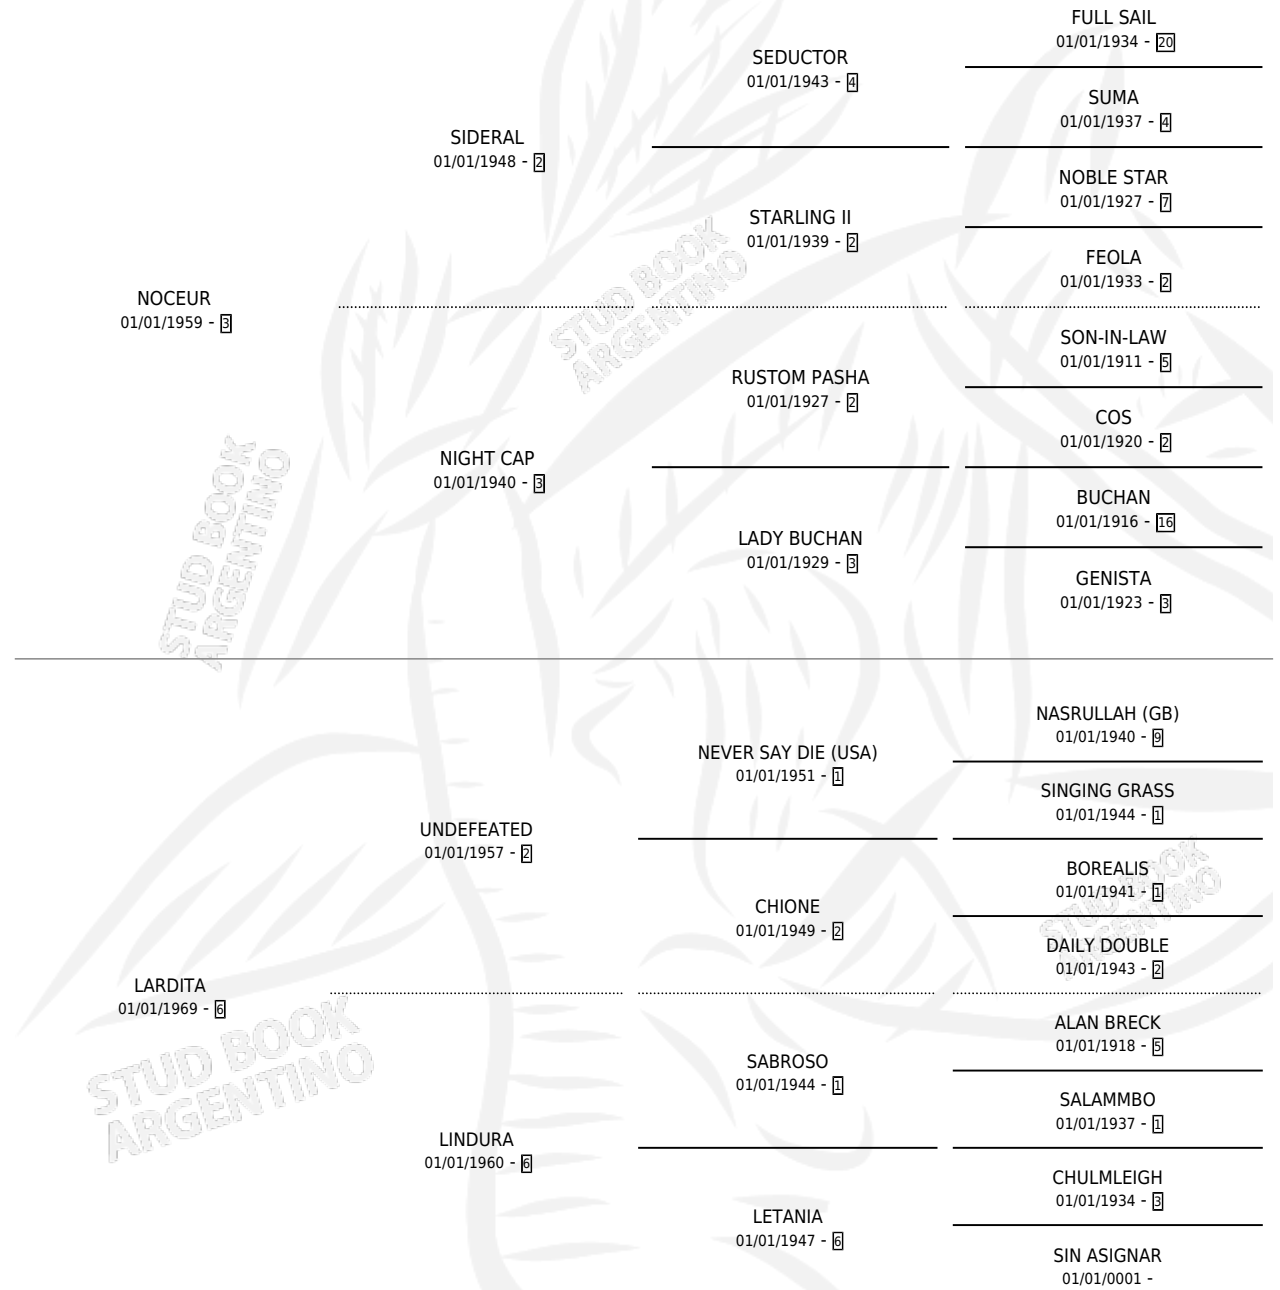 FULL SAIL
01/01/1934 - 20
SEDUCTOR
01/01/1943 - 4
SUMA
01/01/1937 - 4
SIDERAL
01/01/1948 - 2
NOBLE STAR
01/01/1927 - 7
STARLING II
01/01/1939 - 2
FEOLA
01/01/1933 - 2
NOCEUR
01/01/1959 - 3
SON-IN-LAW
01/01/1911 - 5
RUSTOM PASHA
01/01/1927 - 2
COS
01/01/1920 - 2
NIGHT CAP
01/01/1940 - 3
BUCHAN
01/01/1916 - 16
LADY BUCHAN
01/01/1929 - 3
GENISTA
01/01/1923 - 3
STUD BOOK
ARGENTINO
STUD BOOK
ARGENTINO
NASRULLAH (GB)
01/01/1940 - 9
NEVER SAY DIE (USA)
01/01/1951 - 1
SINGING GRASS
01/01/1944 - 1
UNDEFEATED
01/01/1957 - 2
BOREALIS
01/01/1941 - 1
CHIONE
01/01/1949 - 2
DAILY DOUBLE
01/01/1943 - 2
LARDITA
01/01/1969 - 6
ALAN BRECK
01/01/1918 - 5
SABROSO
01/01/1944 - 1
SALAMMBO
01/01/1937 - 1
LINDURA
01/01/1960 - 6
CHULMLEIGH
01/01/1934 - 3
LETANIA
01/01/1947 - 6
SIN ASIGNAR
01/01/0001 -
STUD BOOK
ARGENTINO
STUD BOOK
ARGENTINO